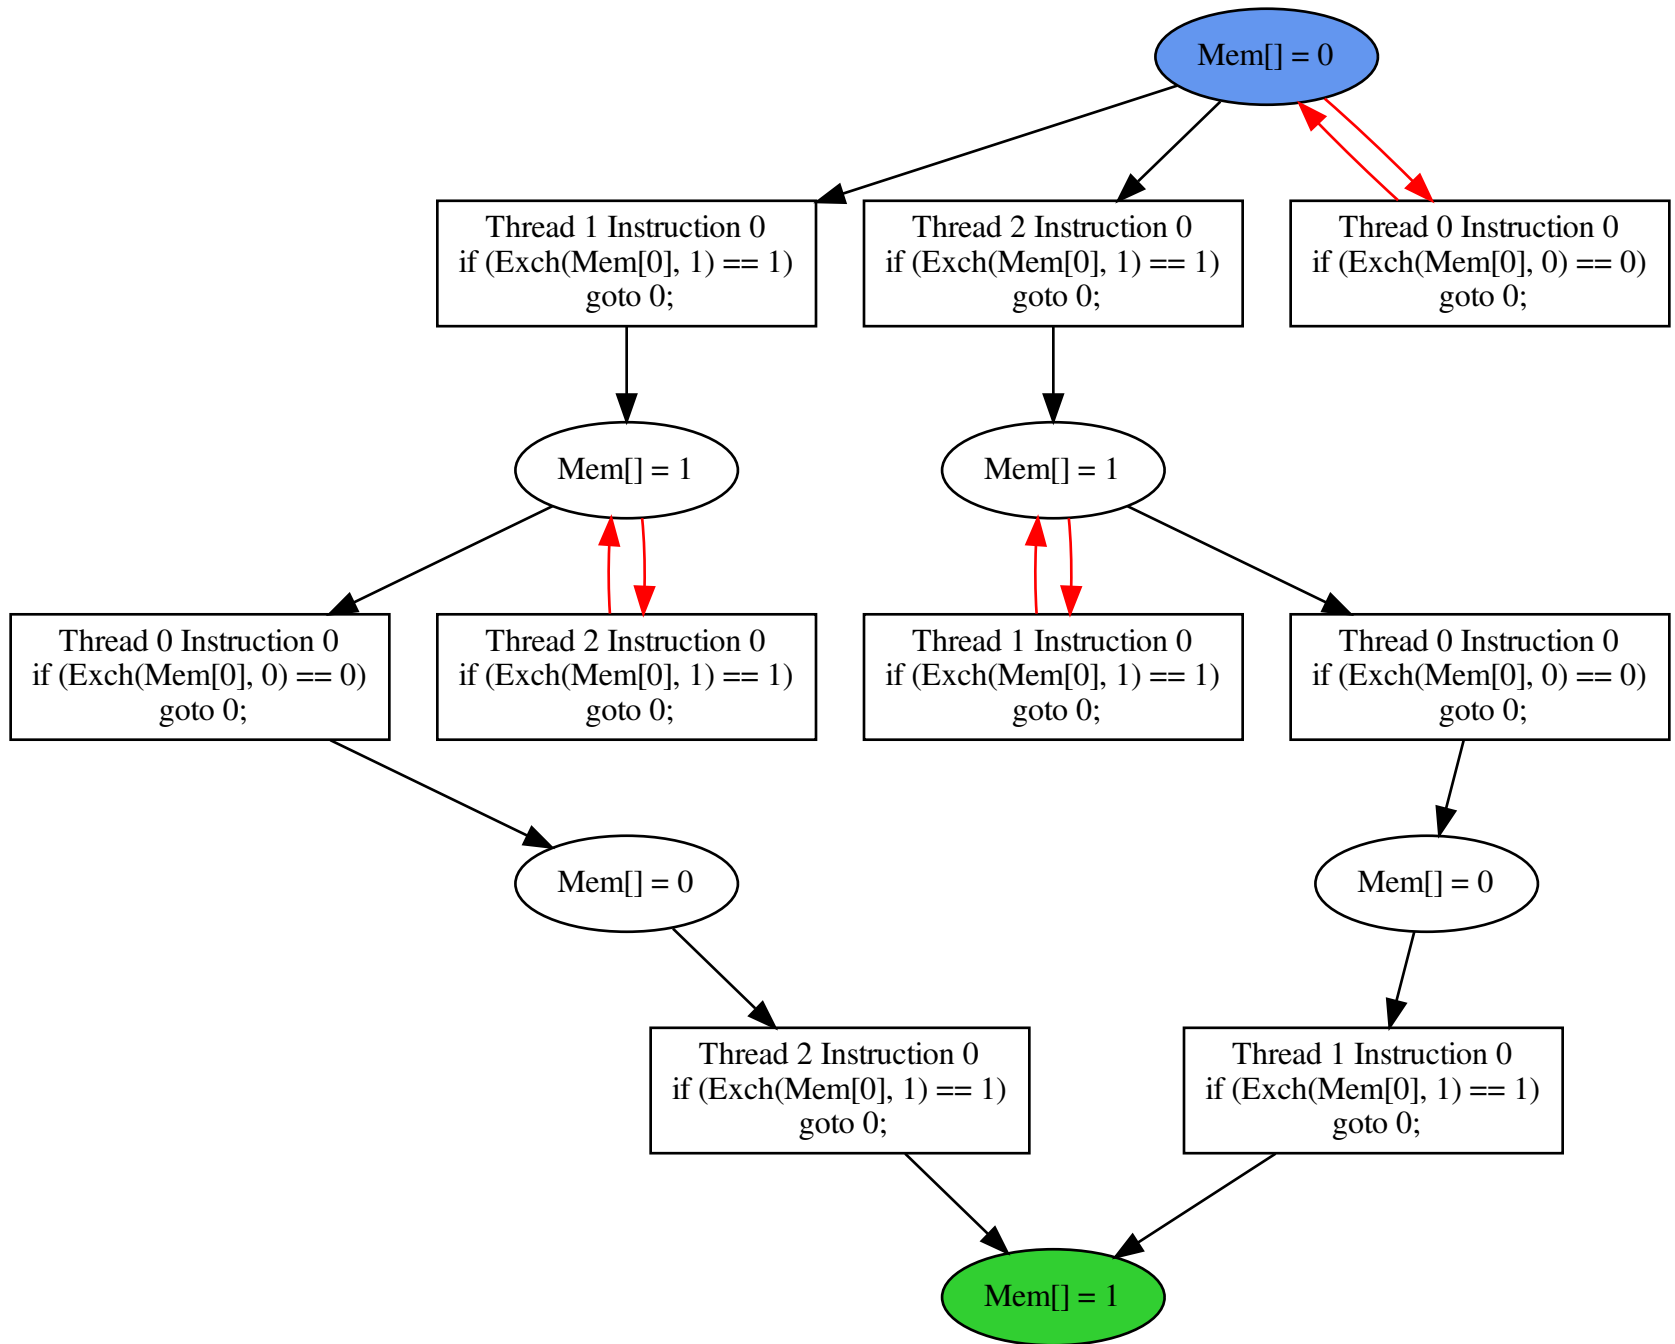 Mem[] = 0
Thread 1 Instruction 0
if (Exch(Mem[0], 1) == 1)
goto 0;
Thread 2 Instruction 0
if (Exch(Mem[0], 1) == 1)
goto 0;
Thread 0 Instruction 0
if (Exch(Mem[0], 0) == 0)
goto 0;
Mem[] = 1
Mem[] = 1
Thread 0 Instruction 0
if (Exch(Mem[0], 0) == 0)
goto 0;
Thread 2 Instruction 0
if (Exch(Mem[0], 1) == 1)
goto 0;
Thread 1 Instruction 0
if (Exch(Mem[0], 1) == 1)
goto 0;
Thread 0 Instruction 0
if (Exch(Mem[0], 0) == 0)
goto 0;
Mem[] = 0
Mem[] = 0
Thread 2 Instruction 0
if (Exch(Mem[0], 1) == 1)
goto 0;
Thread 1 Instruction 0
if (Exch(Mem[0], 1) == 1)
goto 0;
Mem[] = 1